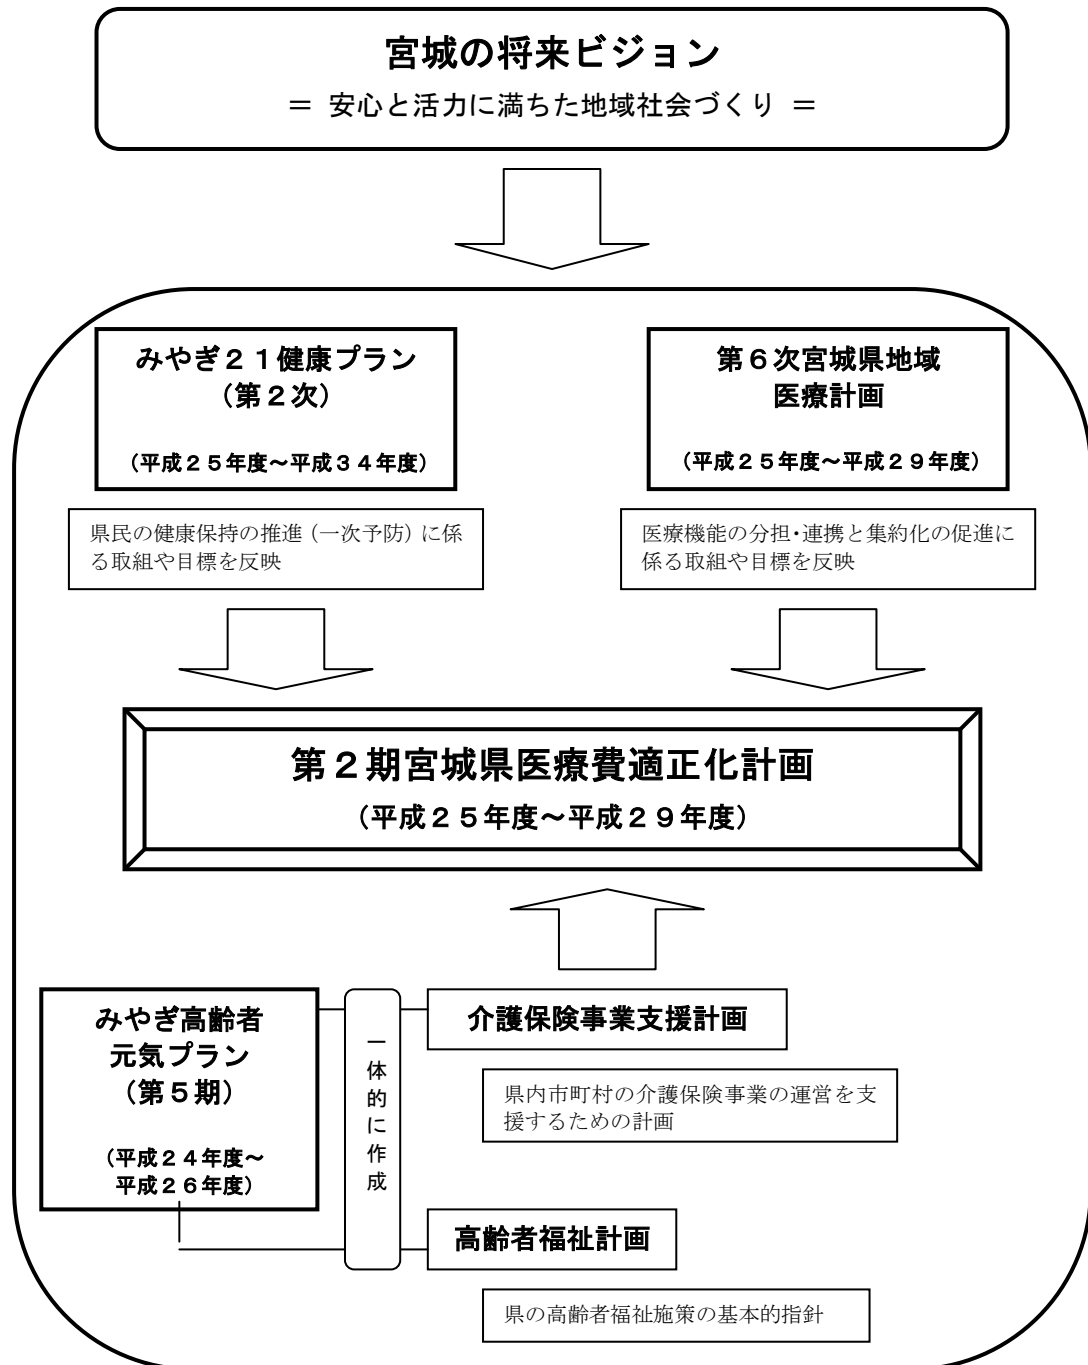 宮城の将来ビジョン
＝ 安心と活力に満ちた地域社会づくり ＝
みやぎ２１健康プラン
（第２次）
（平成２５年度～平成３４年度）
県民の健康保持の推進（一次予防）に係
る取組や目標を反映
第６次宮城県地域
医療計画
（平成２５年度～平成２９年度）
医療機能の分担・連携と集約化の促進に
係る取組や目標を反映
第２期宮城県医療費適正化計画
（平成２５年度～平成２９年度）
みやぎ高齢者
元気プラン
（第５期）
（平成２４年度～
平成２６年度）
一体的に作成
介護保険事業支援計画
県内市町村の介護保険事業の運営を支
援するための計画
高齢者福祉計画
県の高齢者福祉施策の基本的指針